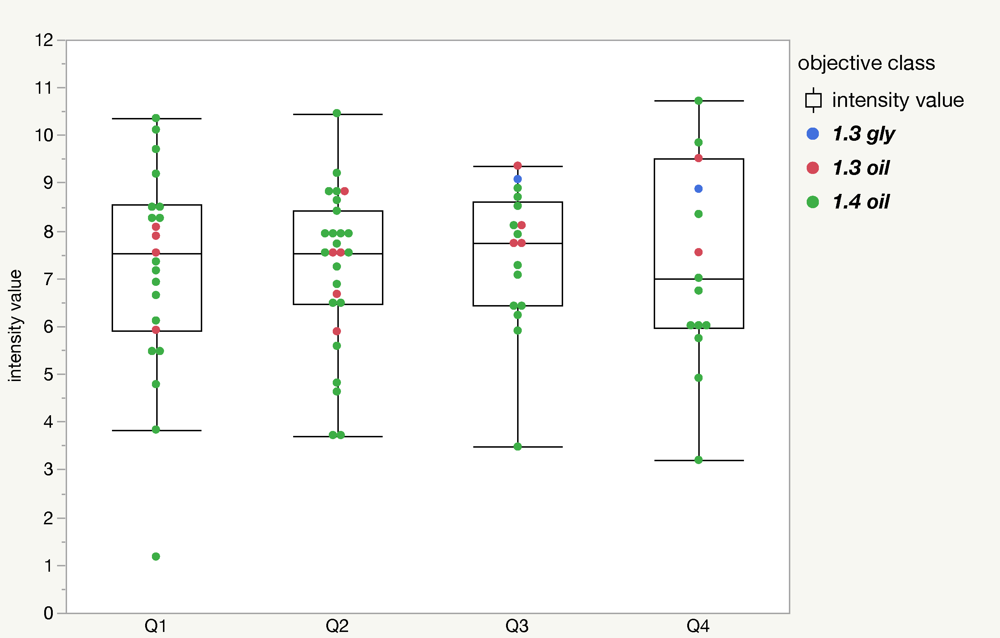 12
11
10
9
8
7
6
5
4
3
2
1
0
intensity value
Q1 Q2 Q3 Q4
objective class
intensity value
1.3 gly
1.3 oil
1.4 oil